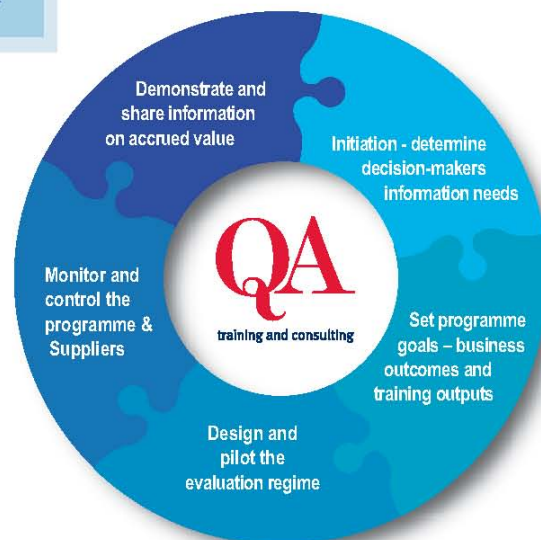 Demonstrate and
share information
on accrued value
Initiation - determine
decision-makers
information needs
Set programme
goals – business
outcomes and
training outputs
Design and
pilot the
evaluation regime
Monitor and
control the
programme &
Suppliers
QA
training and consulting